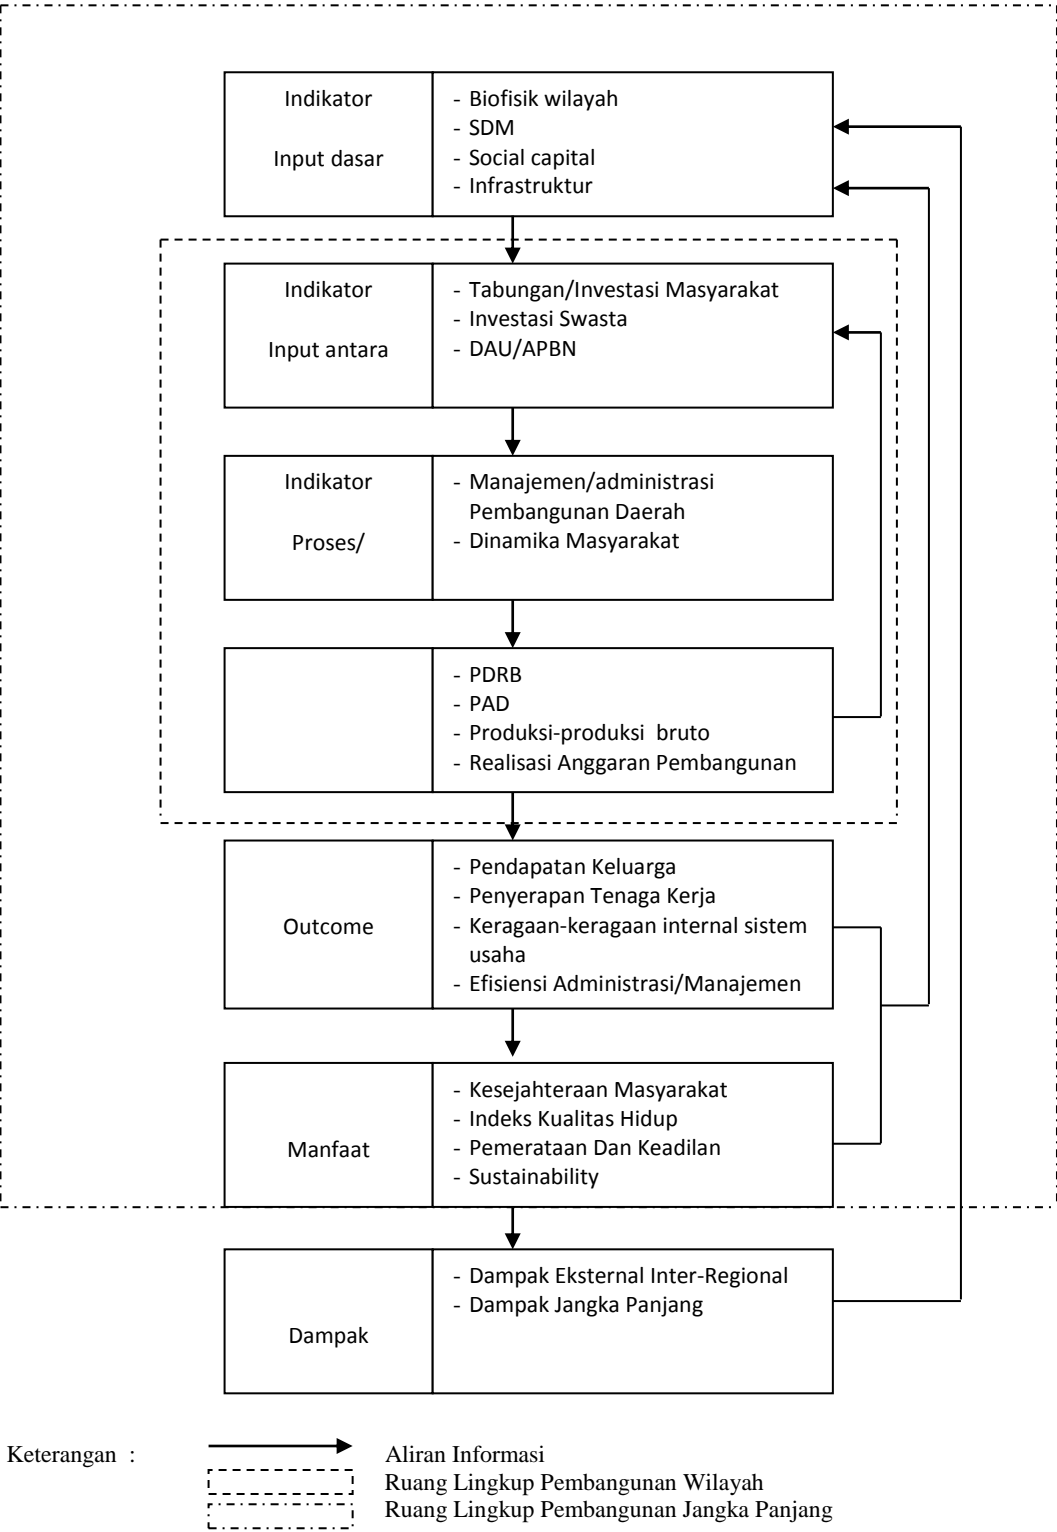 Indikator
Input dasar
- Biofisik wilayah
- SDM
- Social capital
- Infrastruktur
Indikator
Input antara
- Tabungan/Investasi Masyarakat
- Investasi Swasta
- DAU/APBN
Indikator
Proses/
- Manajemen/administrasi
Pembangunan Daerah
- Dinamika Masyarakat
- PDRB
- PAD
- Produksi-produksi bruto
- Realisasi Anggaran Pembangunan
Outcome
- Pendapatan Keluarga
- Penyerapan Tenaga Kerja
- Keragaan-keragaan internal sistem
usaha
- Efisiensi Administrasi/Manajemen
Manfaat
- Kesejahteraan Masyarakat
- Indeks Kualitas Hidup
- Pemerataan Dan Keadilan
- Sustainability
Dampak
- Dampak Eksternal Inter-Regional
- Dampak Jangka Panjang
Keterangan :
Aliran Informasi
Ruang Lingkup Pembangunan Wilayah
Ruang Lingkup Pembangunan Jangka Panjang